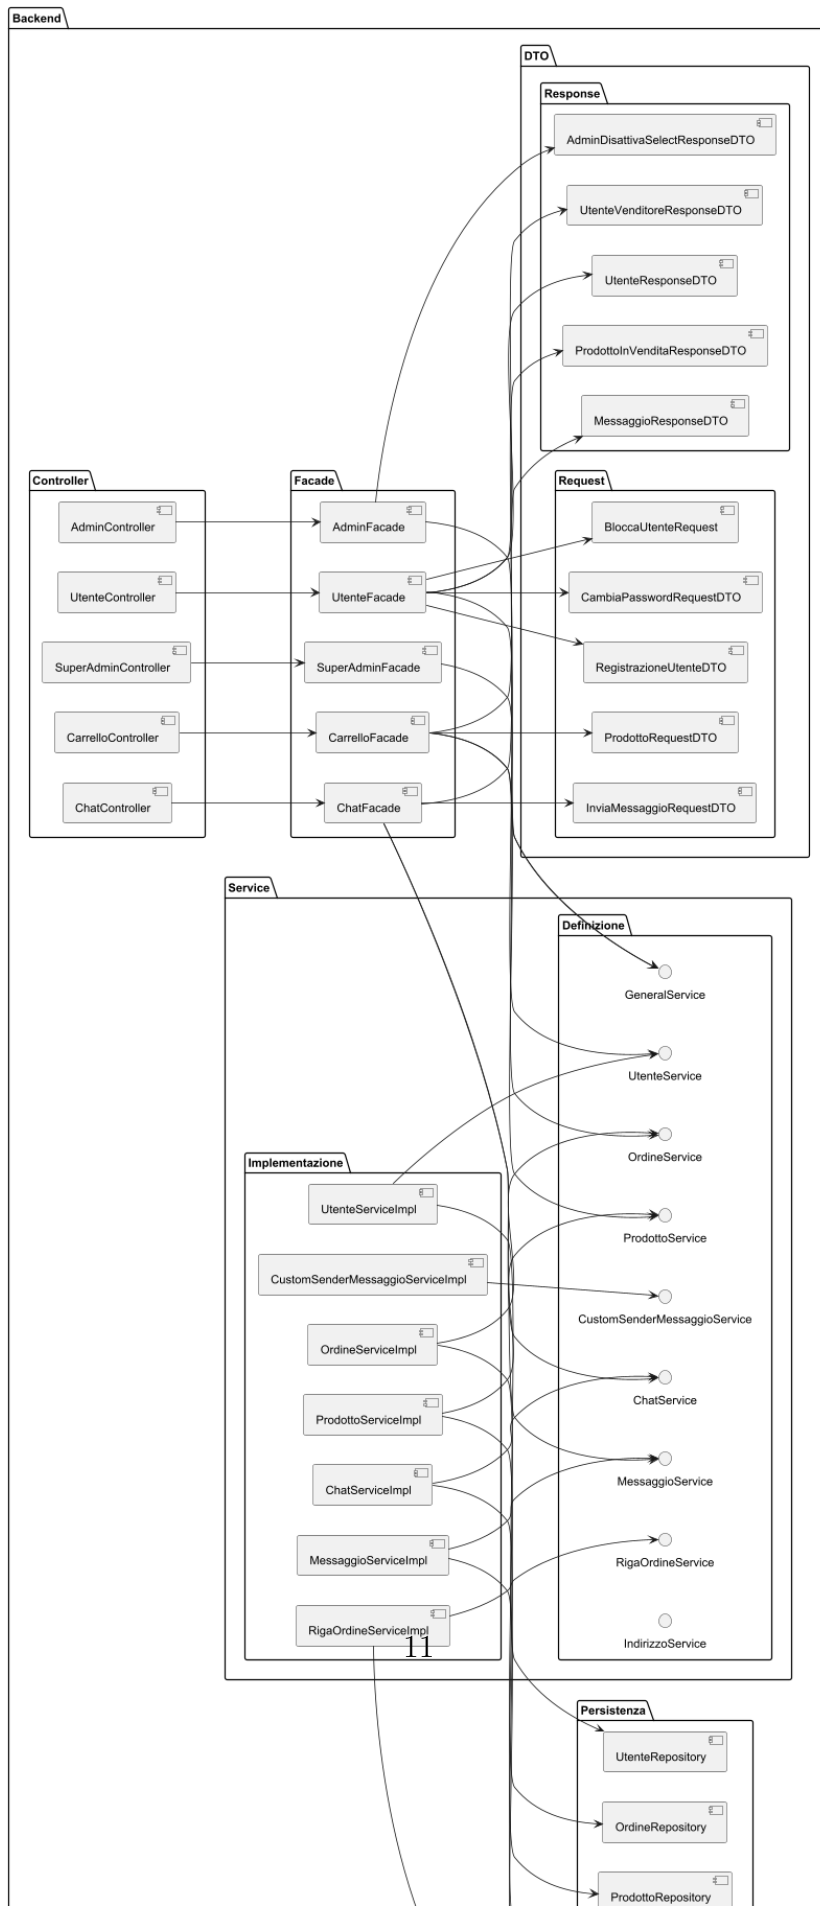 Backend
DTO
Response
AdminDisattivaSelectResponseDTO
UtenteVenditoreResponseDTO
UtenteResponseDTO
ProdottoInVenditaResponseDTO
MessaggioResponseDTO
Controller
AdminController
UtenteController
SuperAdminController
CarrelloController
ChatController
Facade
AdminFacade
UtenteFacade
SuperAdminFacade
CarrelloFacade
ChatFacade
Request
BloccaUtenteRequest
CambiaPasswordRequestDTO
RegistrazioneUtenteDTO
ProdottoRequestDTO
InviaMessaggioRequestDTO
Service
Definizione
GeneralService
UtenteService
OrdineService
ProdottoService
CustomSenderMessaggioService
ChatService
MessaggioService
RigaOrdineService
IndirizzoService
Implementazione
UtenteServiceImpl
CustomSenderMessaggioServiceImpl
OrdineServiceImpl
ProdottoServiceImpl
ChatServiceImpl
MessaggioServiceImpl
RigaOrdineServiceImpl
11
Persistenza
UtenteRepository
OrdineRepository
ProdottoRepository